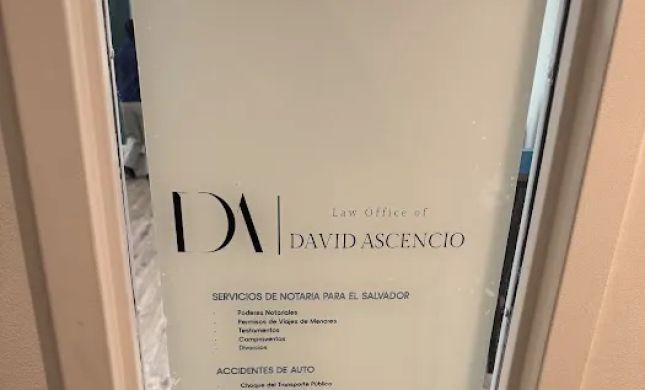 DA
Law Office of
DAVID ASCENCIO
SERVICIOS DE NOTARIA PARA EL SALVADOR
Poderes Notariales
Permisos de Viajes de Menores
Testamentos
Compraventas
Divorcios
ACCIDENTES DE AUTO
Choque del Transporte Público